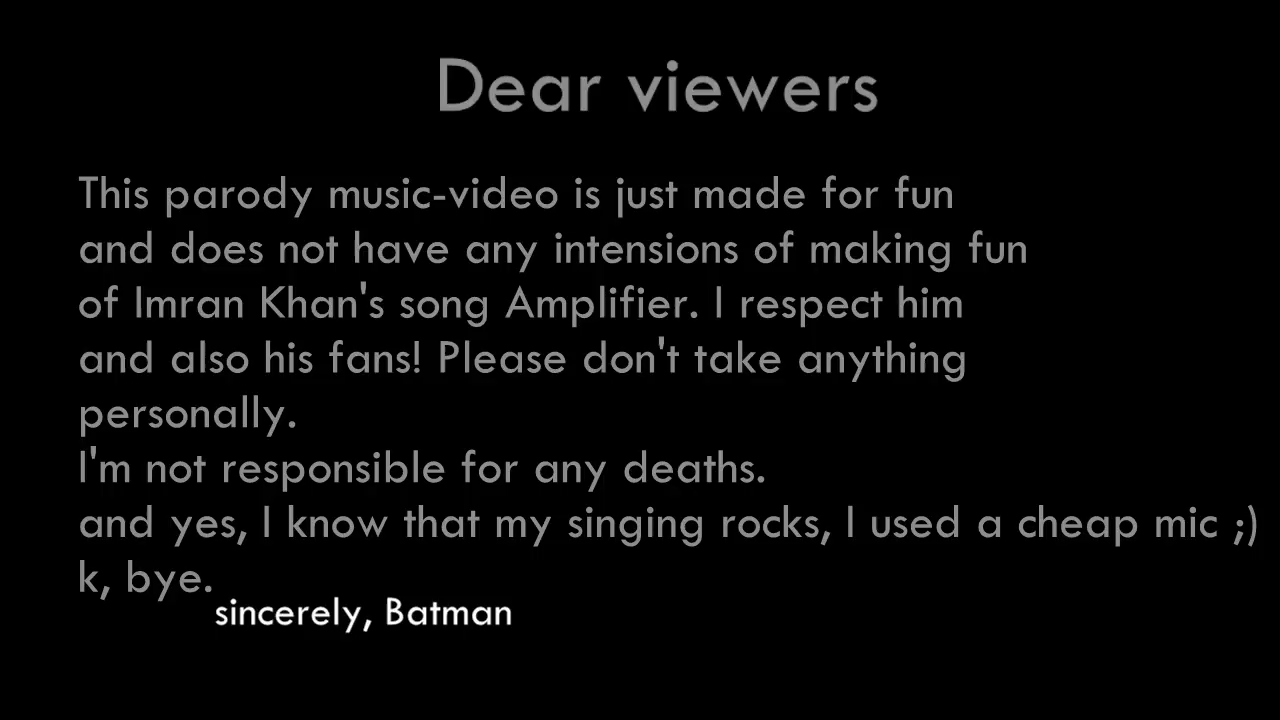 Dear viewers
This parody music-video is just made for fun
and does not have any intensions of making fun
of Imran Khan's song Amplifier. I respect him
and also his fans! Please don't take anything
personally.
I'm not responsible for any deaths.
and yes, I know that my singing rocks, I used a cheap mic ;)
k, bye.
sincerely, Batman